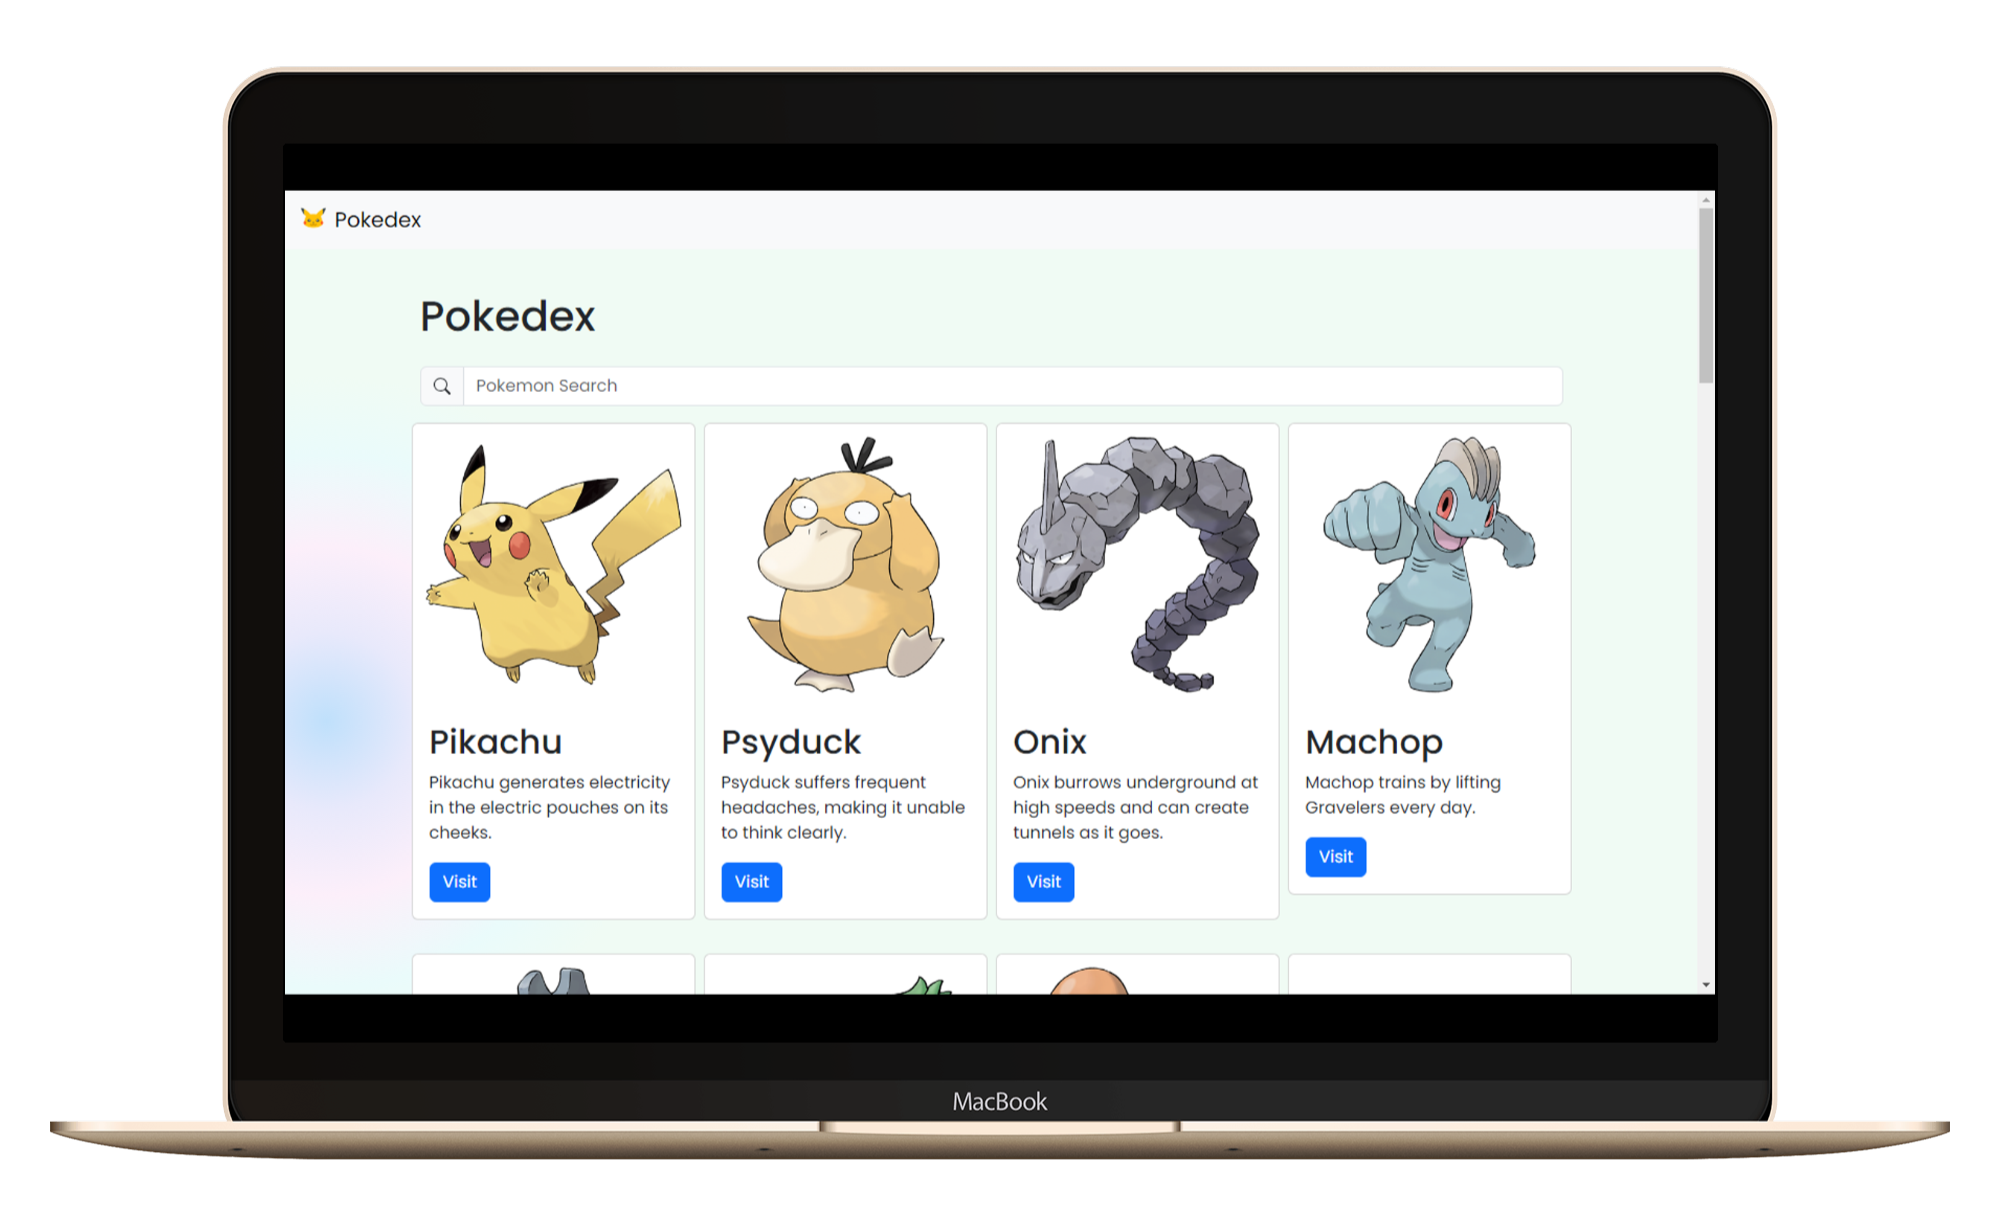 Pokedex
Pokedex
Pokemon Search
Pikachu
Pikachu generates electricity
in the electric pouches on its
cheeks.
Visit
Psyduck
Psyduck suffers frequent
headaches, making it unable
to think clearly.
Visit
Onix
Onix burrows underground at
high speeds and can create
tunnels as it goes.
Visit
Machop
Machop trains by lifting
Gravelers every day.
Visit
MacBook